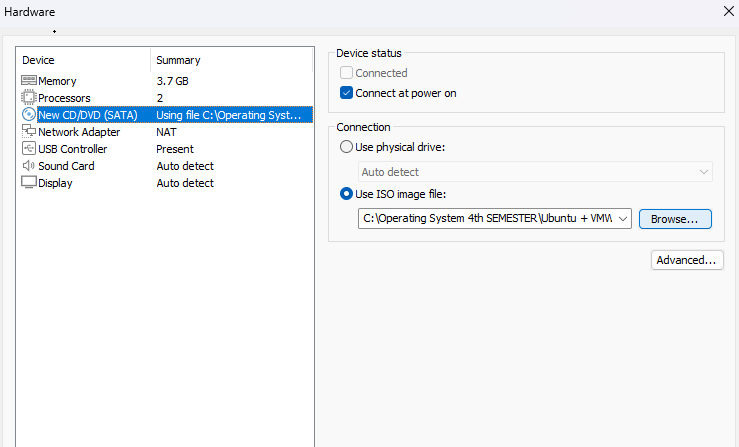 Hardware
Device Summary
Memory 3.7 GB
Processors 2
New CD/DVD (SATA) Using file C:\Operating Syst...
Network Adapter NAT
USB Controller Present
Sound Card Auto detect
Display Auto detect
Device status
Connected
Connect at power on
Connection
Use physical drive:
Auto detect
Use ISO image file:
C:\Operating System 4th SEMESTER\Ubuntu + VMW
Browse...
Advanced...